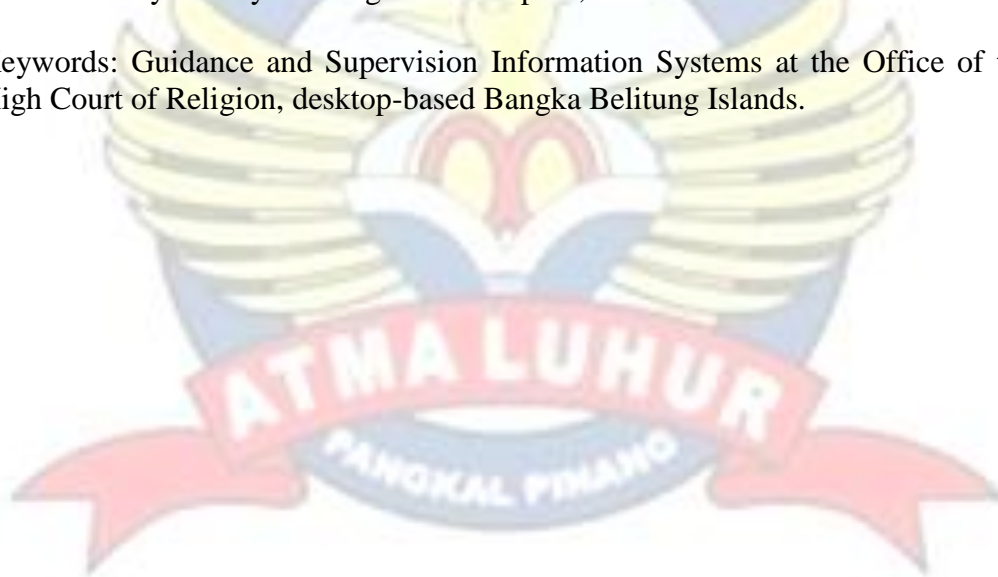 eywords: Guidance and Supervision Information Systems at the Office of
igh Court of Religion, desktop-based Bangka Belitung Islands.
ATMA LUHUR
PANGKAL PINANG